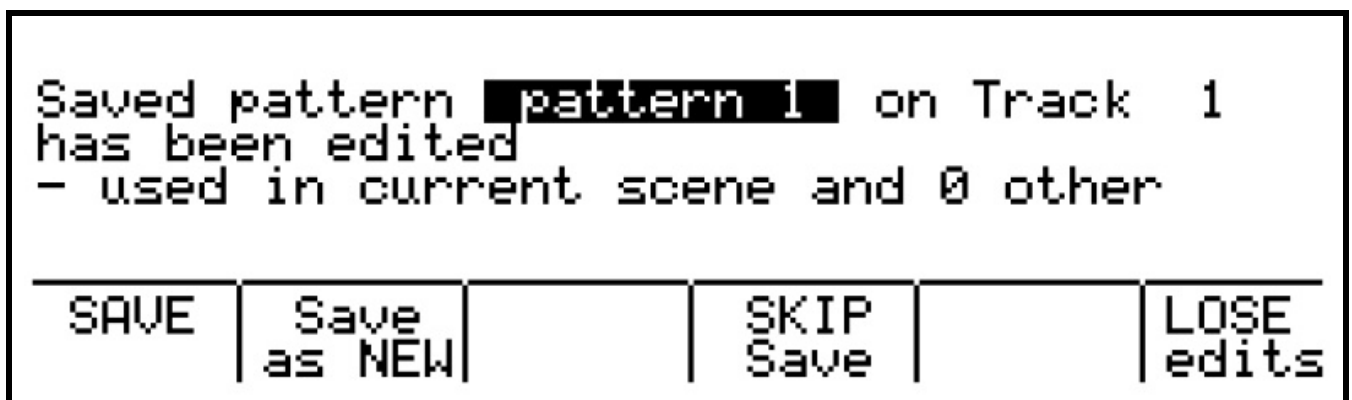 Saved pattern pattern 1 on Track 1
has been edited
- used in current scene and 0 other
SAVE Save as NEW SKIP Save LOSE edits